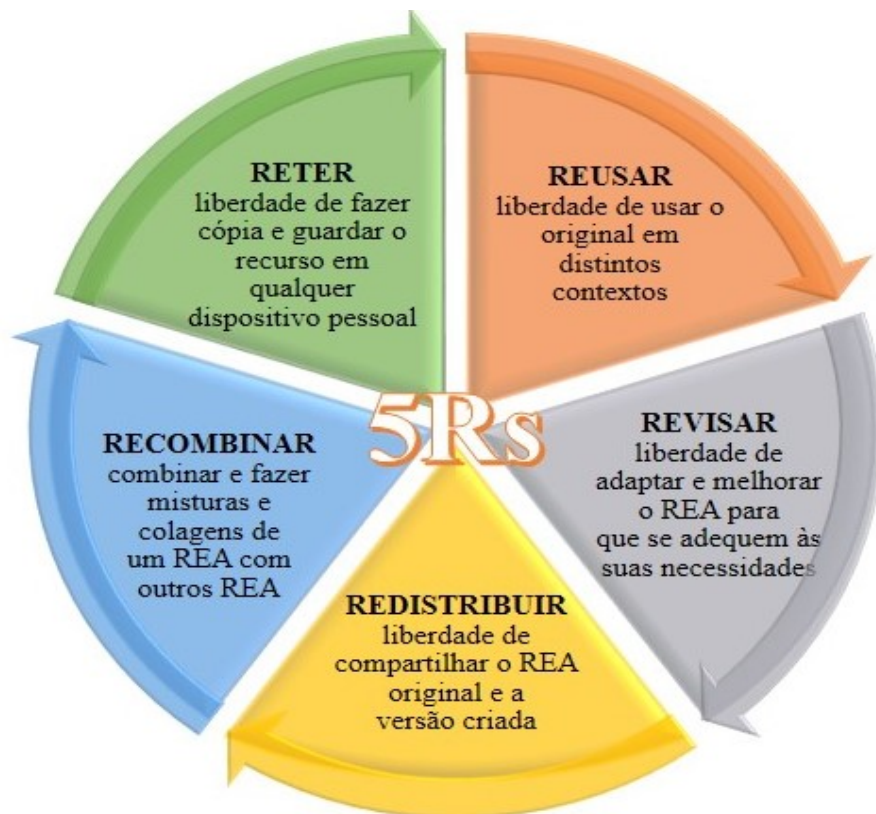 RETER
liberdade de fazer
cópia e guardar o
recurso em
qualquer
dispositivo pessoal
REUSAR
liberdade de usar o
original em
distintos
contextos
5Rs
RECOMBINAR
combinar e fazer
misturas e
colagens de
um REA com
outros REA
REVISAR
liberdade de
adaptar e melhorar
o REA para
que se adequem às
suas necessidades
REDISTRIBUIR
liberdade de
compartilhar o REA
original e a
versão criada